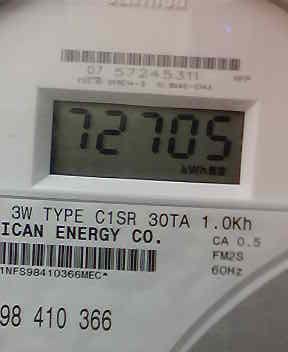 07 57245311
72705
3W TYPE C1SR 30TA 1.0Kh
ICAN ENERGY CO.
CA 0.5
FM2S
60Hz
1NFS98410366MEC*
98 410 366